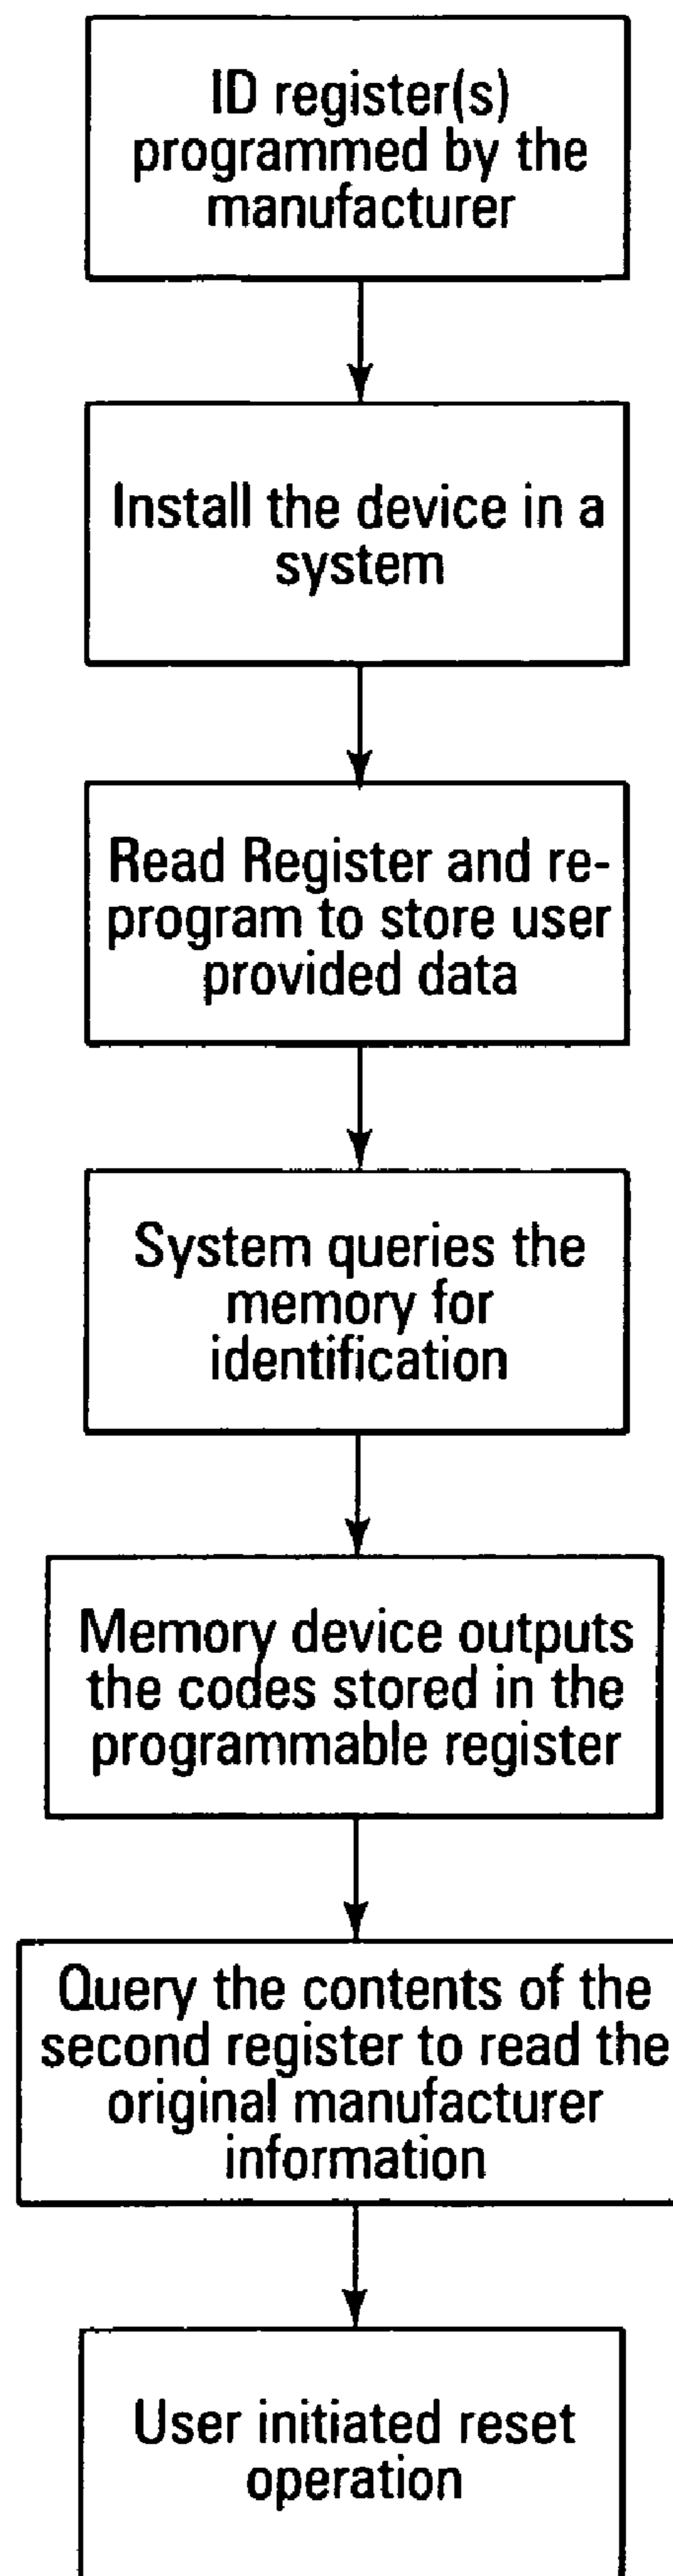 ID register(s)
programmed by the
manufacturer
Install the device in a
system
Read Register and re-
program to store user
provided data
System queries the
memory for
identification
Memory device outputs
the codes stored in the
programmable register
Query the contents of the
second register to read the
original manufacturer
information
User initiated reset
operation